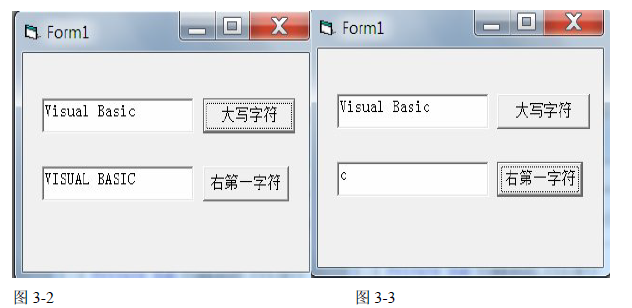 Form1
Visual Basic 大写字符
VISUAL BASIC 右第一字符
Form1
Visual Basic 大写字符
c 右第一字符
图 3-2 图 3-3